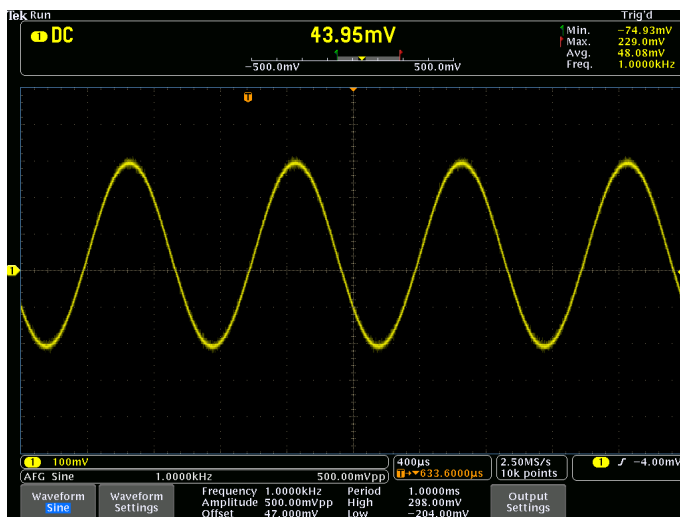 Tek Run Trig'd
1 DC 43.95mV
Min. -74.93mV
Max. 229.0mV
Avg. 48.08mV
Freq. 1.0000kHz
-500.0mV 500.0mV
T
1
1 100mV
400µs
T→▼633.6000µs
2.50MS/s
10k points
1 ∫ -4.00mV
AFG Sine 1.0000kHz 500.00mVpp
Waveform
Sine
Waveform
Settings
Frequency 1.0000kHz
Amplitude 500.00mVpp
Offset 47.000mV
Period 1.0000ms
High 298.00mV
Low -204.00mV
Output
Settings